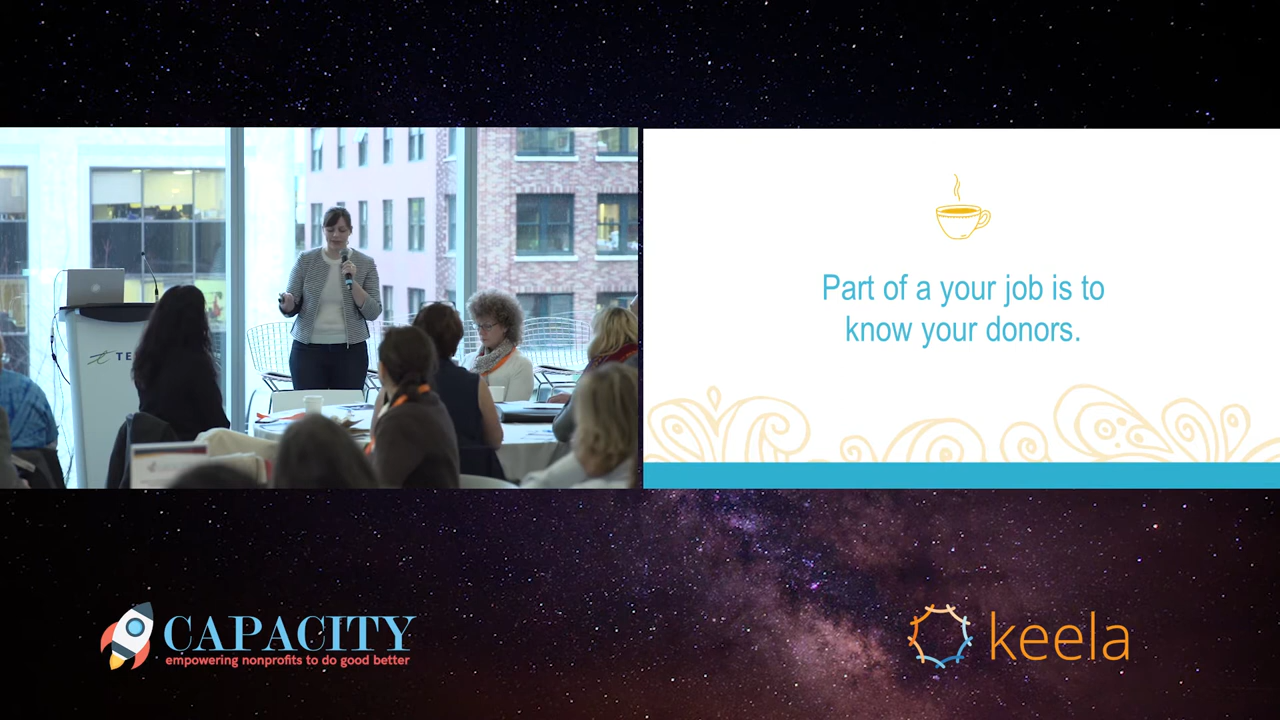 Part of a your job is to
know your donors.
CAPACITY
empowering nonprofits to do good better
keela